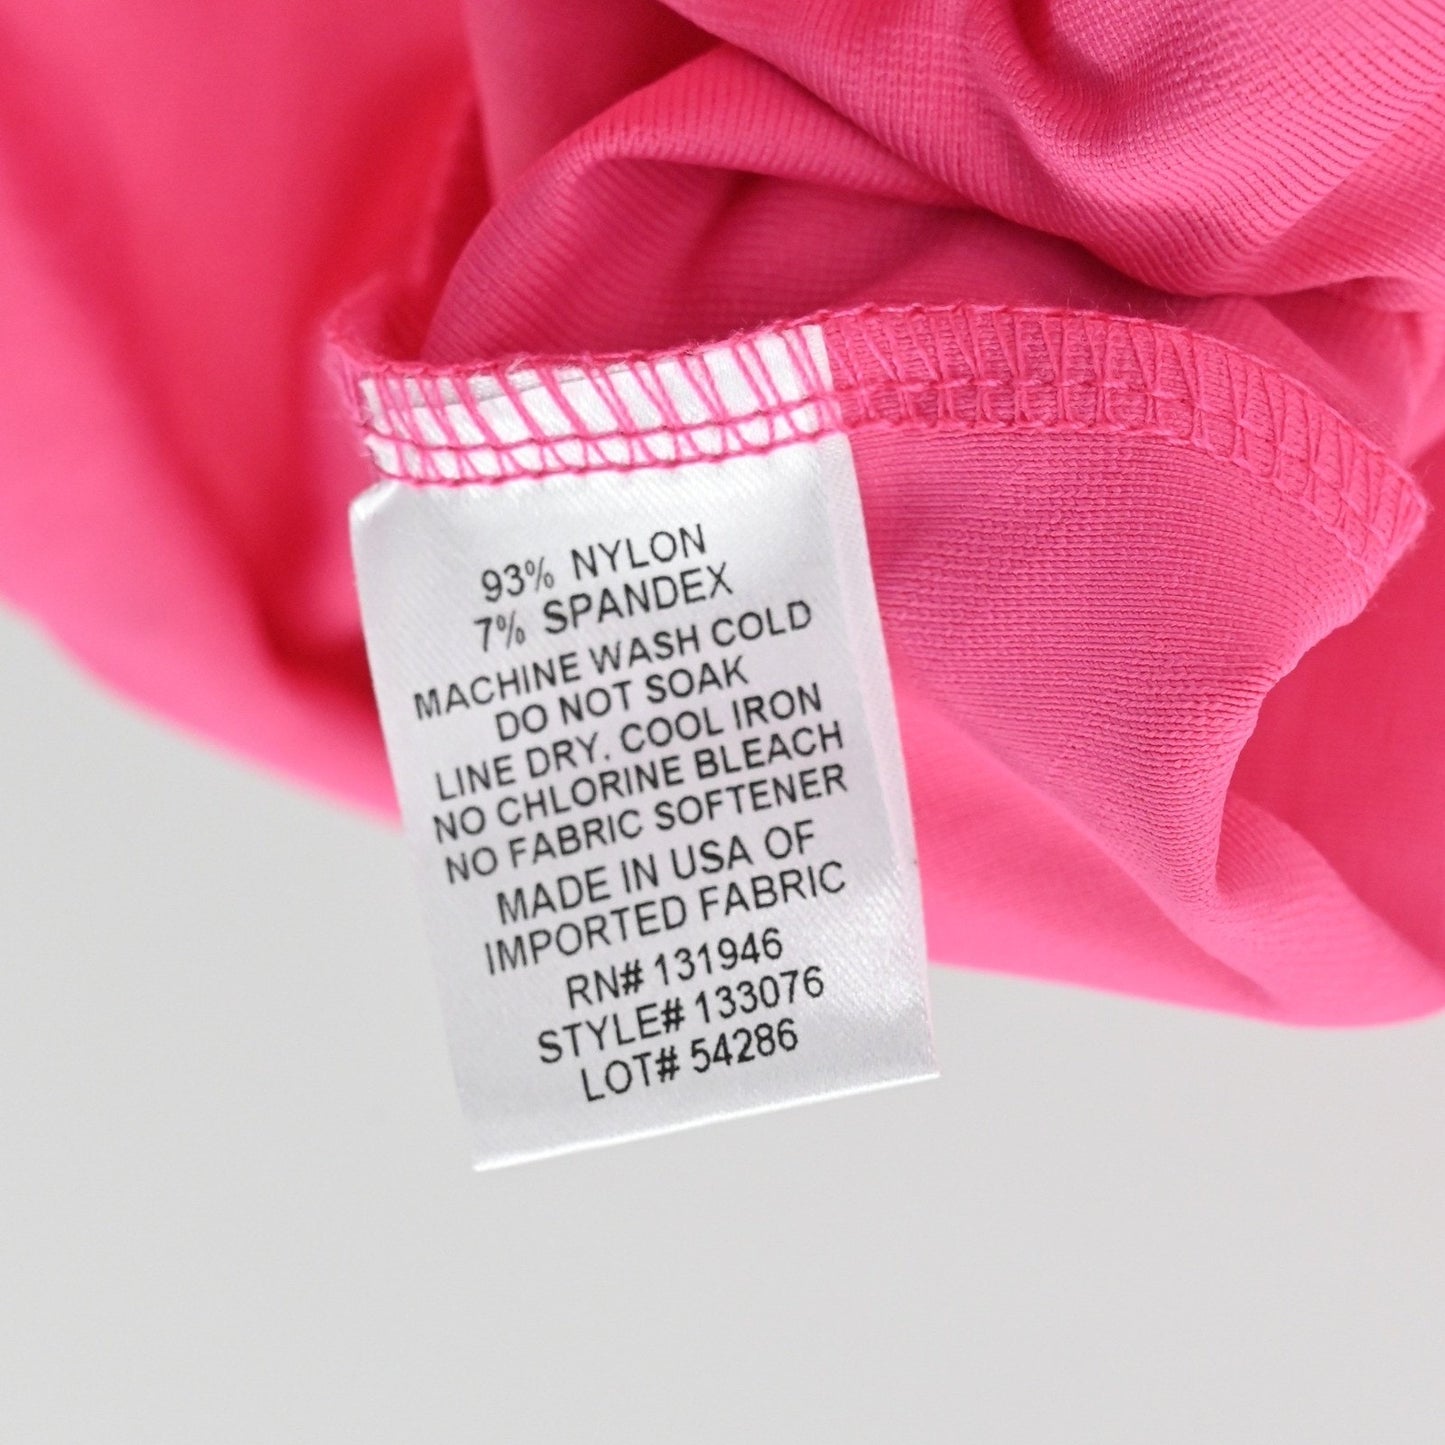 93% NYLON
7% SPANDEX
MACHINE WASH COLD
DO NOT SOAK
LINE DRY. COOL IRON
NO CHLORINE BLEACH
NO FABRIC SOFTENER
MADE IN USA OF
IMPORTED FABRIC
RN# 131946
STYLE# 133076
LOT# 54286